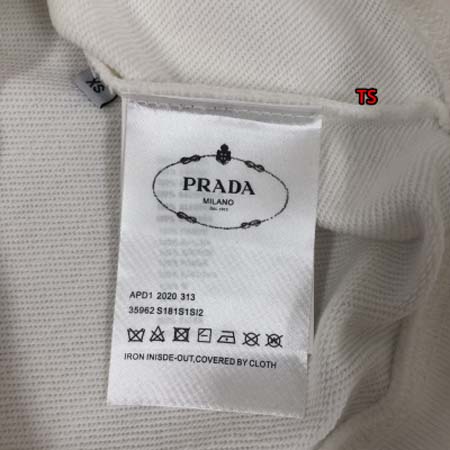 XS
TS
PRADA
MILANO
APD1 2020 313
35962 S181S1SI2
IRON INISDE-OUT,COVERED BY CLOTH